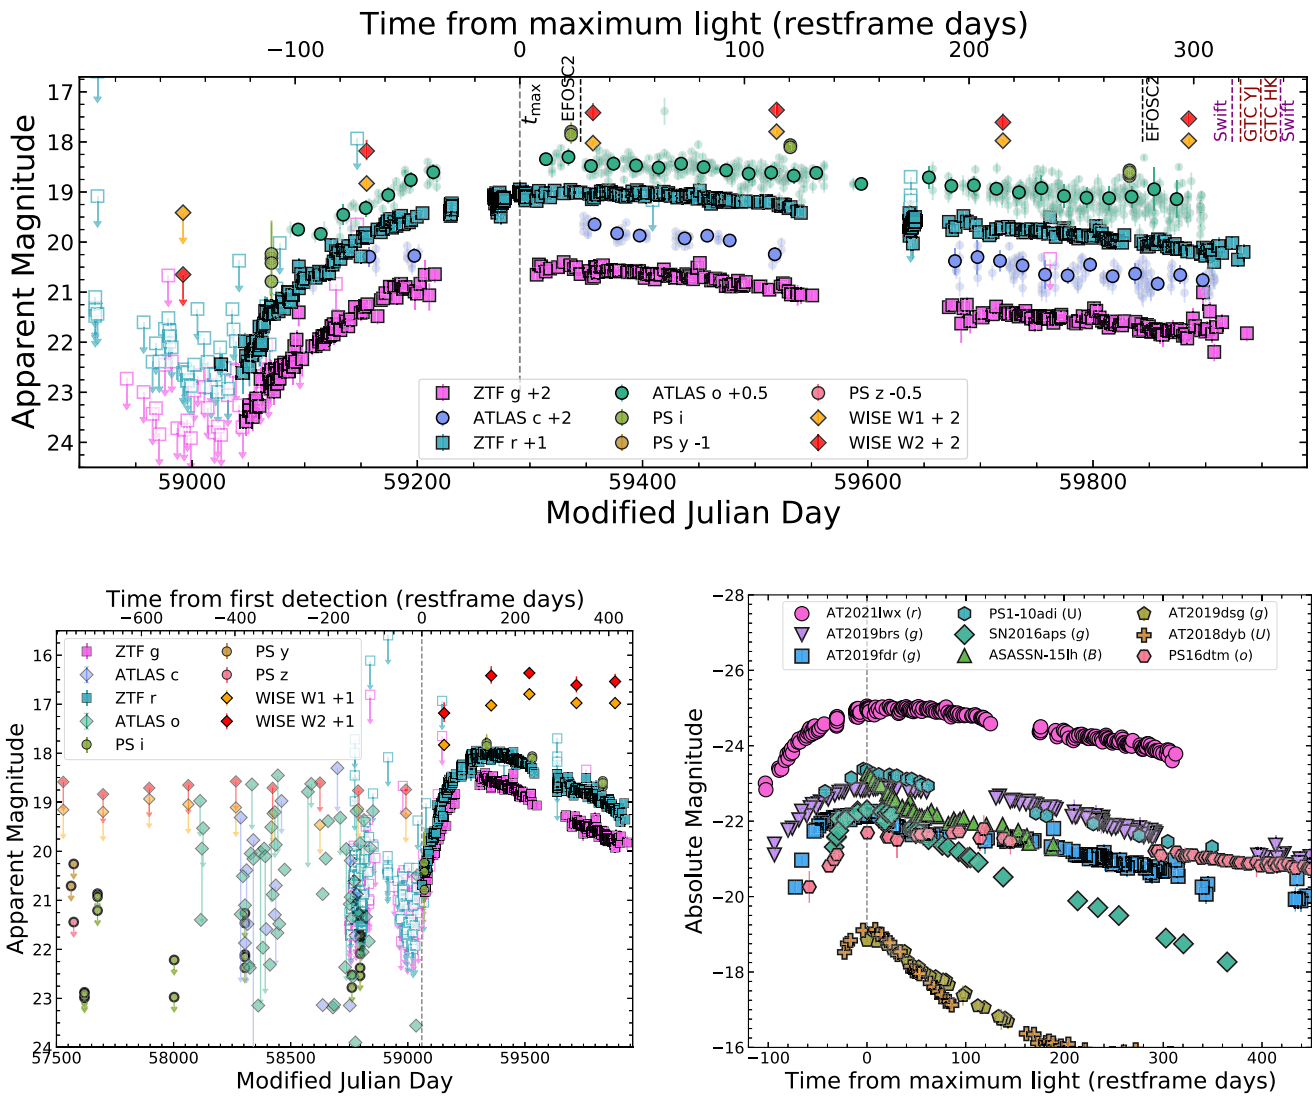 Time from maximum light (restframe days)
−100 0 100 200 300
17
18
19
20
21
22
23
24
Apparent Magnitude
t_max
EFOSC2
EFOSC2
Swift
GTC YJ
GTC HK
Swift
ZTF g +2
ATLAS c +2
ZTF r +1
ATLAS o +0.5
PS i
PS y -1
PS z -0.5
WISE W1 + 2
WISE W2 + 2
59000 59200 59400 59600 59800
Modified Julian Day
Time from first detection (restframe days)
−600 −400 −200 0 200 400
16
17
18
19
20
21
22
23
24
Apparent Magnitude
ZTF g
ATLAS c
ZTF r
ATLAS o
PS i
PS y
PS z
WISE W1 +1
WISE W2 +1
57500 58000 58500 59000 59500
Modified Julian Day
−28
−26
−24
−22
−20
−18
−16
Absolute Magnitude
AT2021lwx (r)
AT2019brs (g)
AT2019fdr (g)
PS1-10adi (U)
SN2016aps (g)
ASASSN-15lh (B)
AT2019dsg (g)
AT2018dyb (U)
PS16dtm (o)
−100 0 100 200 300 400
Time from maximum light (restframe days)